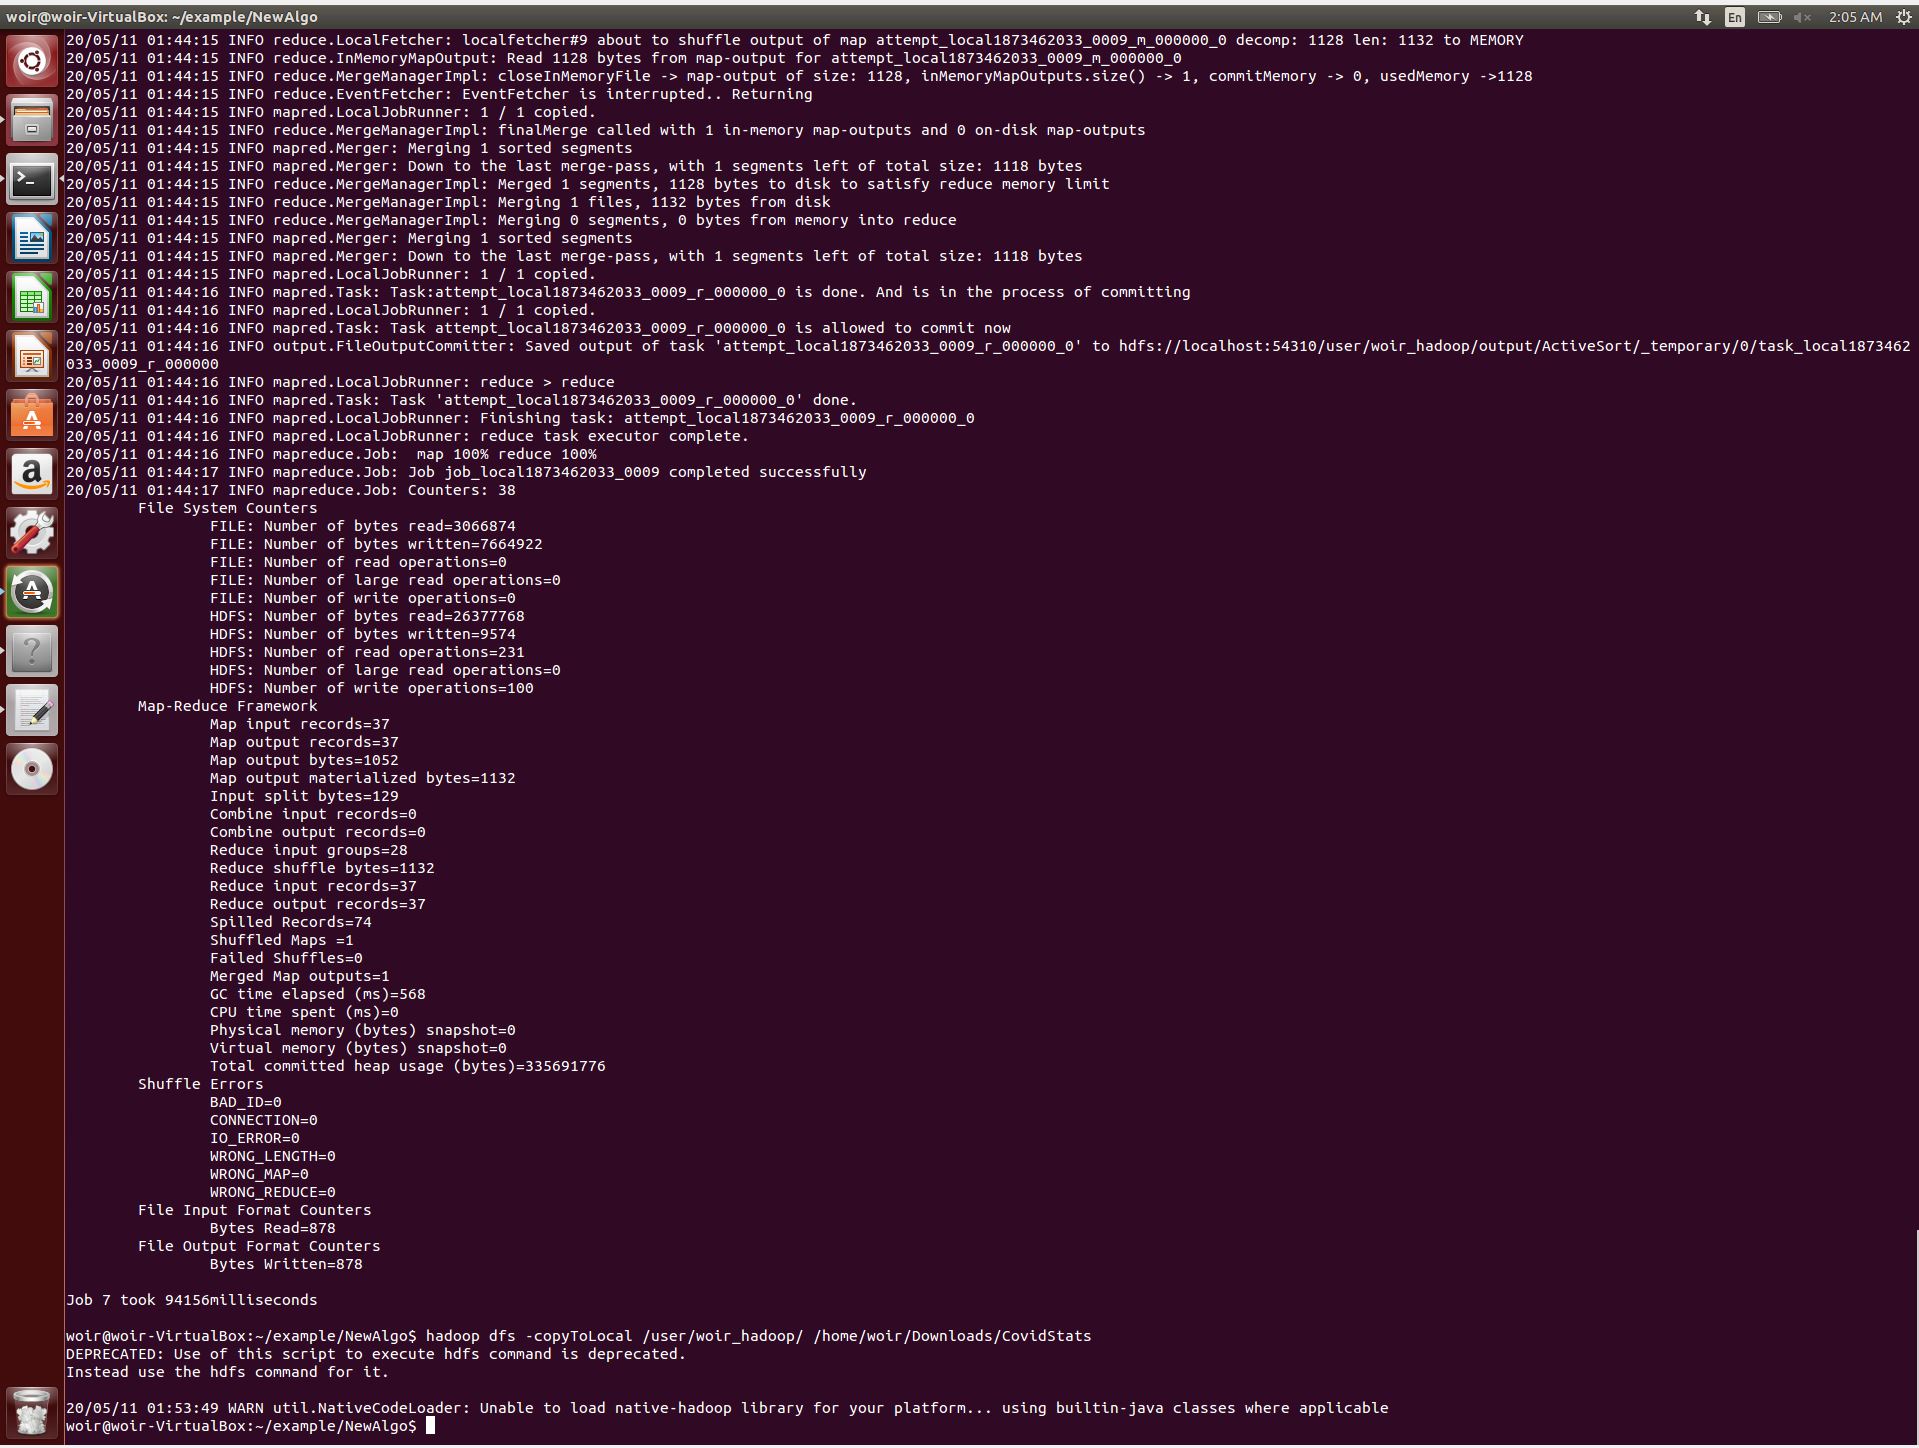 woir@woir-VirtualBox: ~/example/NewAlgo
En
2:05 AM
20/05/11 01:44:15 INFO reduce.LocalFetcher: localfetcher#9 about to shuffle output of map attempt_local1873462033_0009_m_000000_0 decomp: 1128 len: 1132 to MEMORY
20/05/11 01:44:15 INFO reduce.InMemoryMapOutput: Read 1128 bytes from map-output for attempt_local1873462033_0009_m_000000_0
20/05/11 01:44:15 INFO reduce.MergeManagerImpl: closeInMemoryFile -> map-output of size: 1128, inMemoryMapOutputs.size() -> 1, commitMemory -> 0, usedMemory ->1128
20/05/11 01:44:15 INFO reduce.EventFetcher: EventFetcher is interrupted.. Returning
20/05/11 01:44:15 INFO mapred.LocalJobRunner: 1 / 1 copied.
20/05/11 01:44:15 INFO reduce.MergeManagerImpl: finalMerge called with 1 in-memory map-outputs and 0 on-disk map-outputs
20/05/11 01:44:15 INFO mapred.Merger: Merging 1 sorted segments
20/05/11 01:44:15 INFO mapred.Merger: Down to the last merge-pass, with 1 segments left of total size: 1118 bytes
20/05/11 01:44:15 INFO reduce.MergeManagerImpl: Merged 1 segments, 1128 bytes to disk to satisfy reduce memory limit
20/05/11 01:44:15 INFO reduce.MergeManagerImpl: Merging 1 files, 1132 bytes from disk
20/05/11 01:44:15 INFO reduce.MergeManagerImpl: Merging 0 segments, 0 bytes from memory into reduce
20/05/11 01:44:15 INFO mapred.Merger: Merging 1 sorted segments
20/05/11 01:44:15 INFO mapred.Merger: Down to the last merge-pass, with 1 segments left of total size: 1118 bytes
20/05/11 01:44:15 INFO mapred.LocalJobRunner: 1 / 1 copied.
20/05/11 01:44:16 INFO mapred.Task: Task:attempt_local1873462033_0009_r_000000_0 is done. And is in the process of committing
20/05/11 01:44:16 INFO mapred.LocalJobRunner: 1 / 1 copied.
20/05/11 01:44:16 INFO mapred.Task: Task attempt_local1873462033_0009_r_000000_0 is allowed to commit now
20/05/11 01:44:16 INFO output.FileOutputCommitter: Saved output of task 'attempt_local1873462033_0009_r_000000_0' to hdfs://localhost:54310/user/woir_hadoop/output/ActiveSort/_temporary/0/task_local1873462
033_0009_r_000000
20/05/11 01:44:16 INFO mapred.LocalJobRunner: reduce > reduce
20/05/11 01:44:16 INFO mapred.Task: Task 'attempt_local1873462033_0009_r_000000_0' done.
20/05/11 01:44:16 INFO mapred.LocalJobRunner: Finishing task: attempt_local1873462033_0009_r_000000_0
20/05/11 01:44:16 INFO mapred.LocalJobRunner: reduce task executor complete.
20/05/11 01:44:16 INFO mapreduce.Job:  map 100% reduce 100%
20/05/11 01:44:17 INFO mapreduce.Job: Job job_local1873462033_0009 completed successfully
20/05/11 01:44:17 INFO mapreduce.Job: Counters: 38
File System Counters
FILE: Number of bytes read=3066874
FILE: Number of bytes written=7664922
FILE: Number of read operations=0
FILE: Number of large read operations=0
FILE: Number of write operations=0
HDFS: Number of bytes read=26377768
HDFS: Number of bytes written=9574
HDFS: Number of read operations=231
HDFS: Number of large read operations=0
HDFS: Number of write operations=100
Map-Reduce Framework
Map input records=37
Map output records=37
Map output bytes=1052
Map output materialized bytes=1132
Input split bytes=129
Combine input records=0
Combine output records=0
Reduce input groups=28
Reduce shuffle bytes=1132
Reduce input records=37
Reduce output records=37
Spilled Records=74
Shuffled Maps =1
Failed Shuffles=0
Merged Map outputs=1
GC time elapsed (ms)=568
CPU time spent (ms)=0
Physical memory (bytes) snapshot=0
Virtual memory (bytes) snapshot=0
Total committed heap usage (bytes)=335691776
Shuffle Errors
BAD_ID=0
CONNECTION=0
IO_ERROR=0
WRONG_LENGTH=0
WRONG_MAP=0
WRONG_REDUCE=0
File Input Format Counters
Bytes Read=878
File Output Format Counters
Bytes Written=878
Job 7 took 94156milliseconds
woir@woir-VirtualBox:~/example/NewAlgo$ hadoop dfs -copyToLocal /user/woir_hadoop/ /home/woir/Downloads/CovidStats
DEPRECATED: Use of this script to execute hdfs command is deprecated.
Instead use the hdfs command for it.
20/05/11 01:53:49 WARN util.NativeCodeLoader: Unable to load native-hadoop library for your platform... using builtin-java classes where applicable
woir@woir-VirtualBox:~/example/NewAlgo$